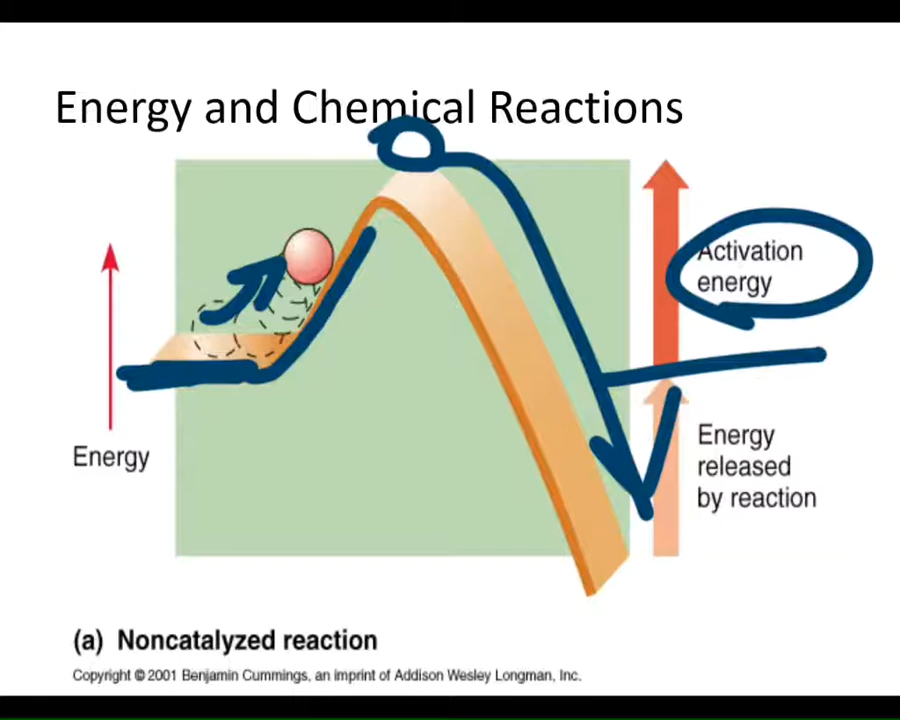 Energy and Chemical Reactions
Activation
energy
Energy
Energy
released
by reaction
(a) Noncatalyzed reaction
Copyright © 2001 Benjamin Cummings, an imprint of Addison Wesley Longman, Inc.